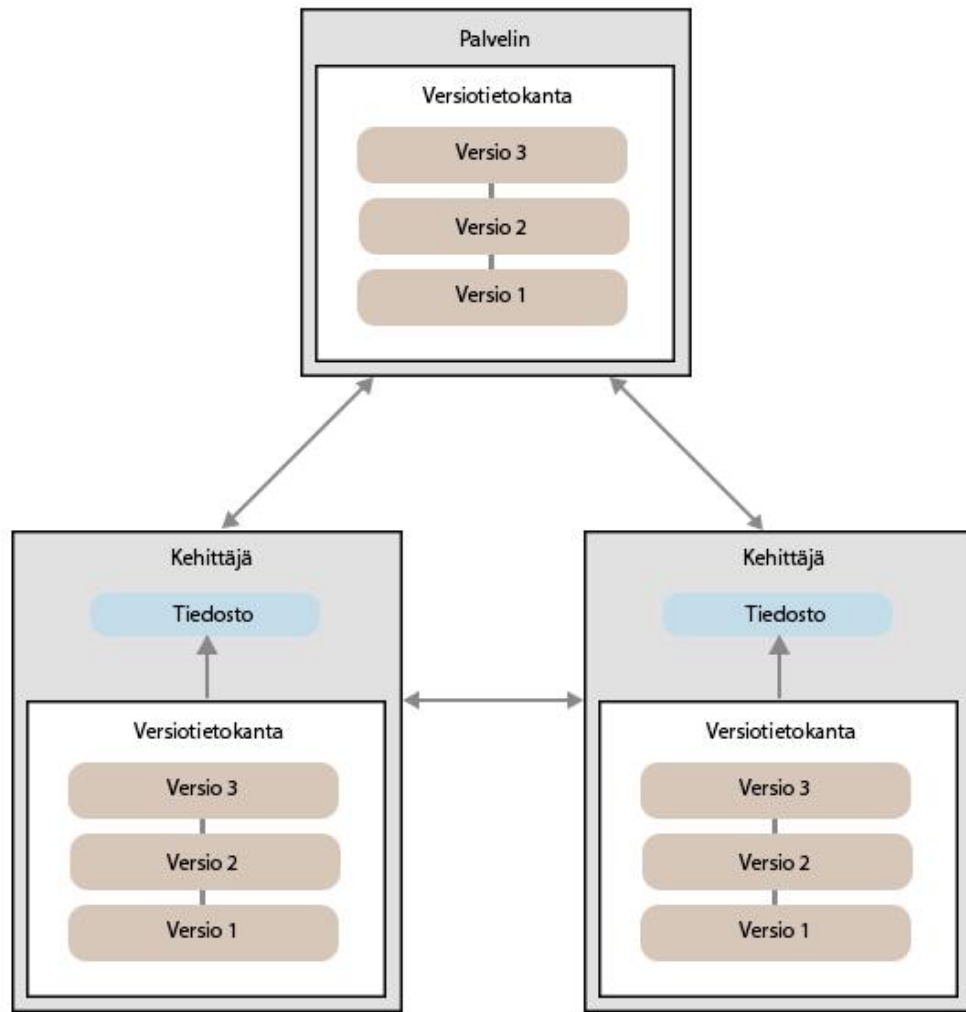 Palvelin
Versiotietokanta
Versio 3
Versio 2
Versio 1
Kehittäjä
Tiedosto
Versiotietokanta
Versio 3
Versio 2
Versio 1
Kehittäjä
Tiedosto
Versiotietokanta
Versio 3
Versio 2
Versio 1